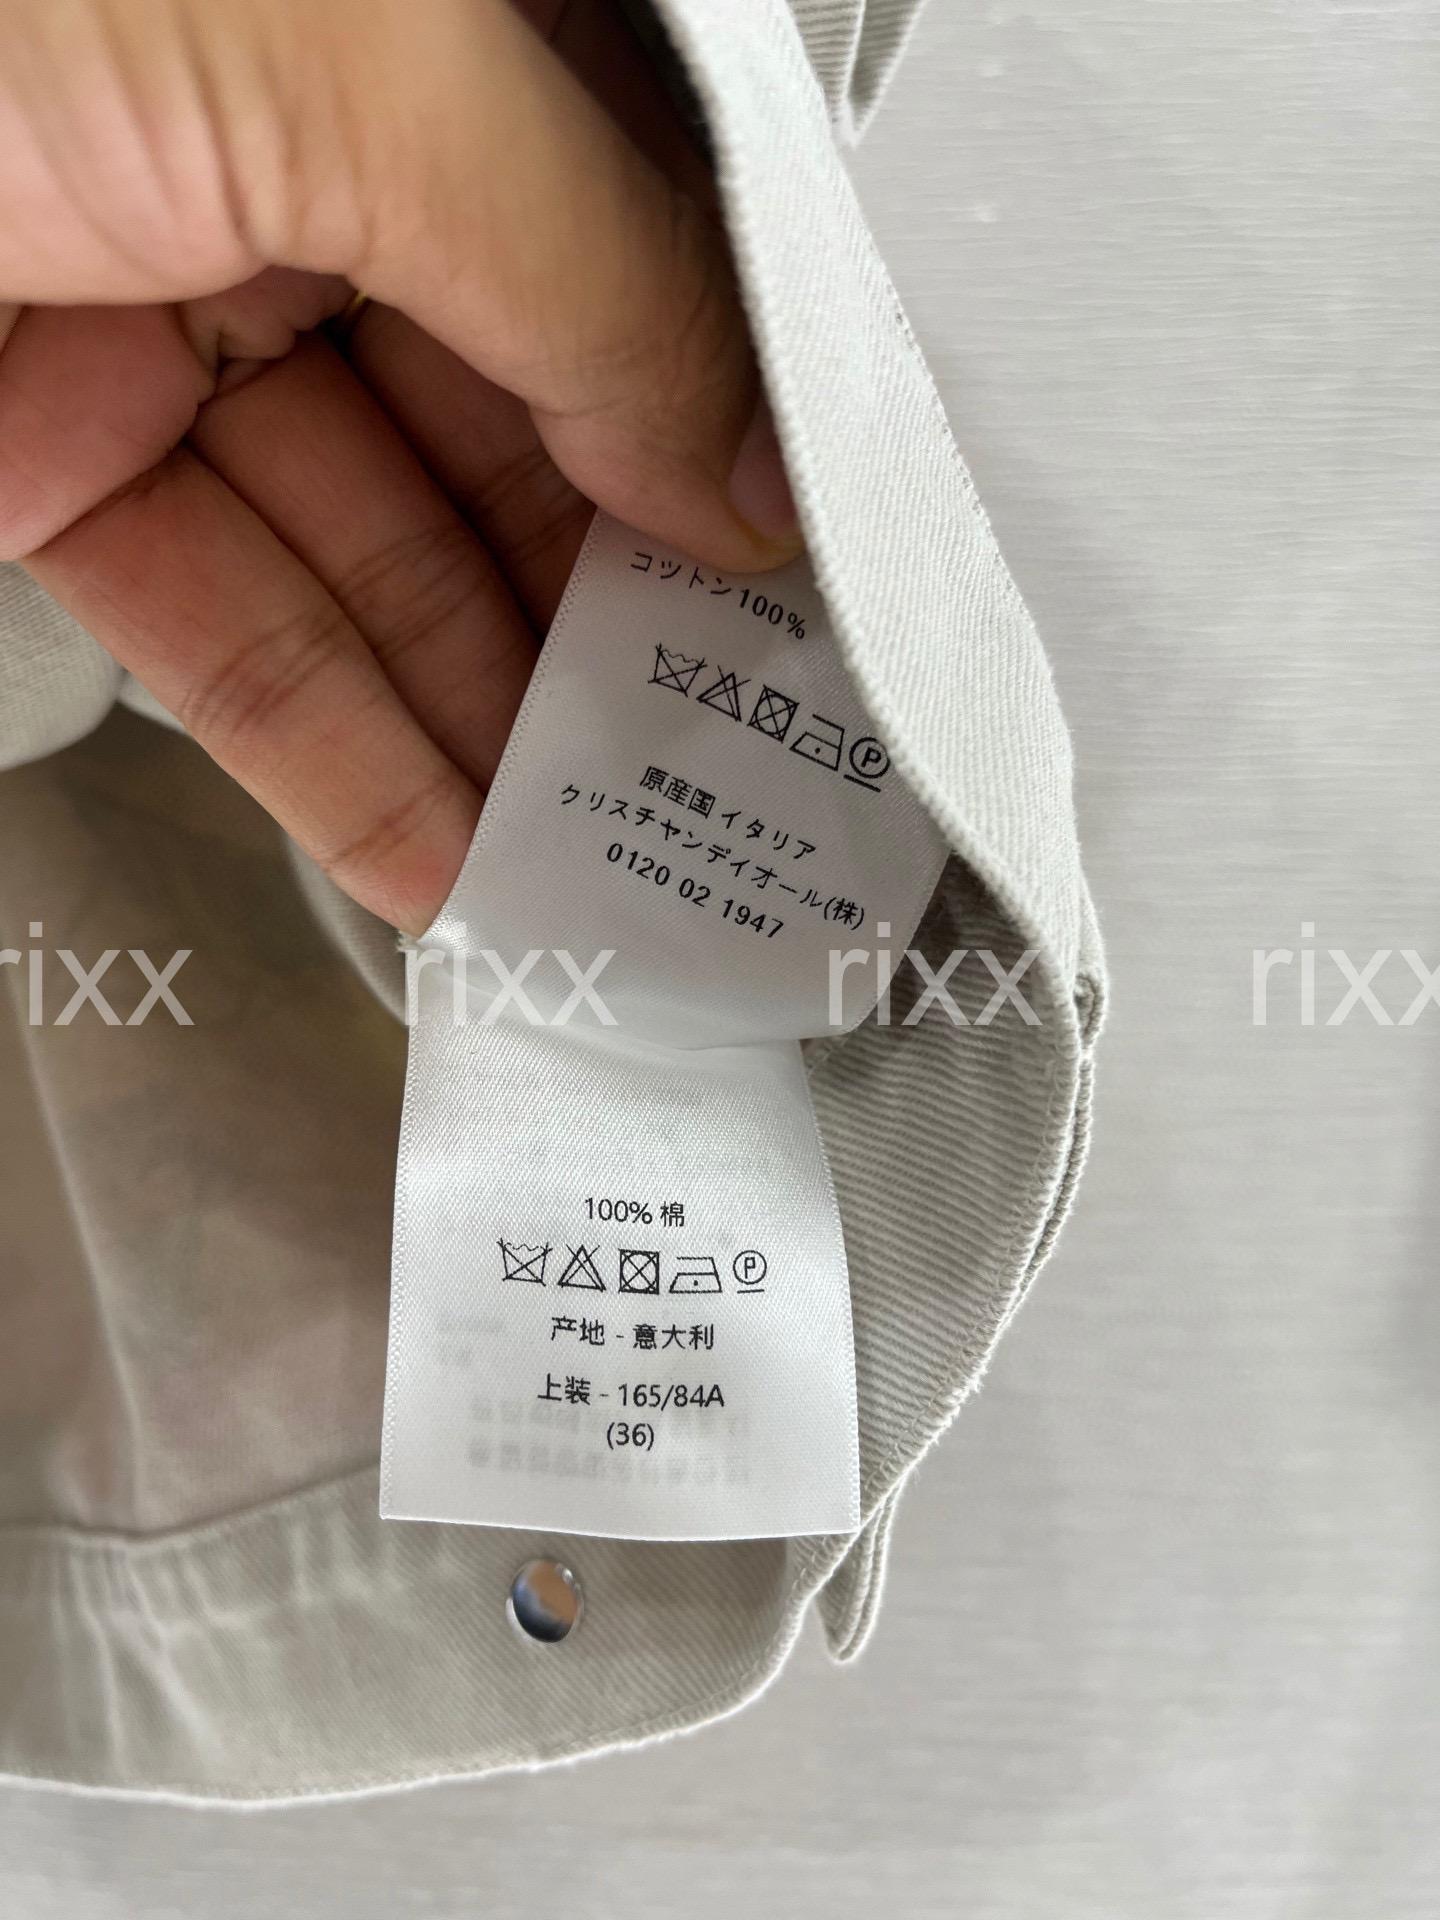 コットン100%
P
原産国 イタリア
クリスチャンディオール(株)
0120 02 1947
rixx rixx rixx rixx
100% 棉
P
产地 - 意大利
上装 - 165/84A
(36)